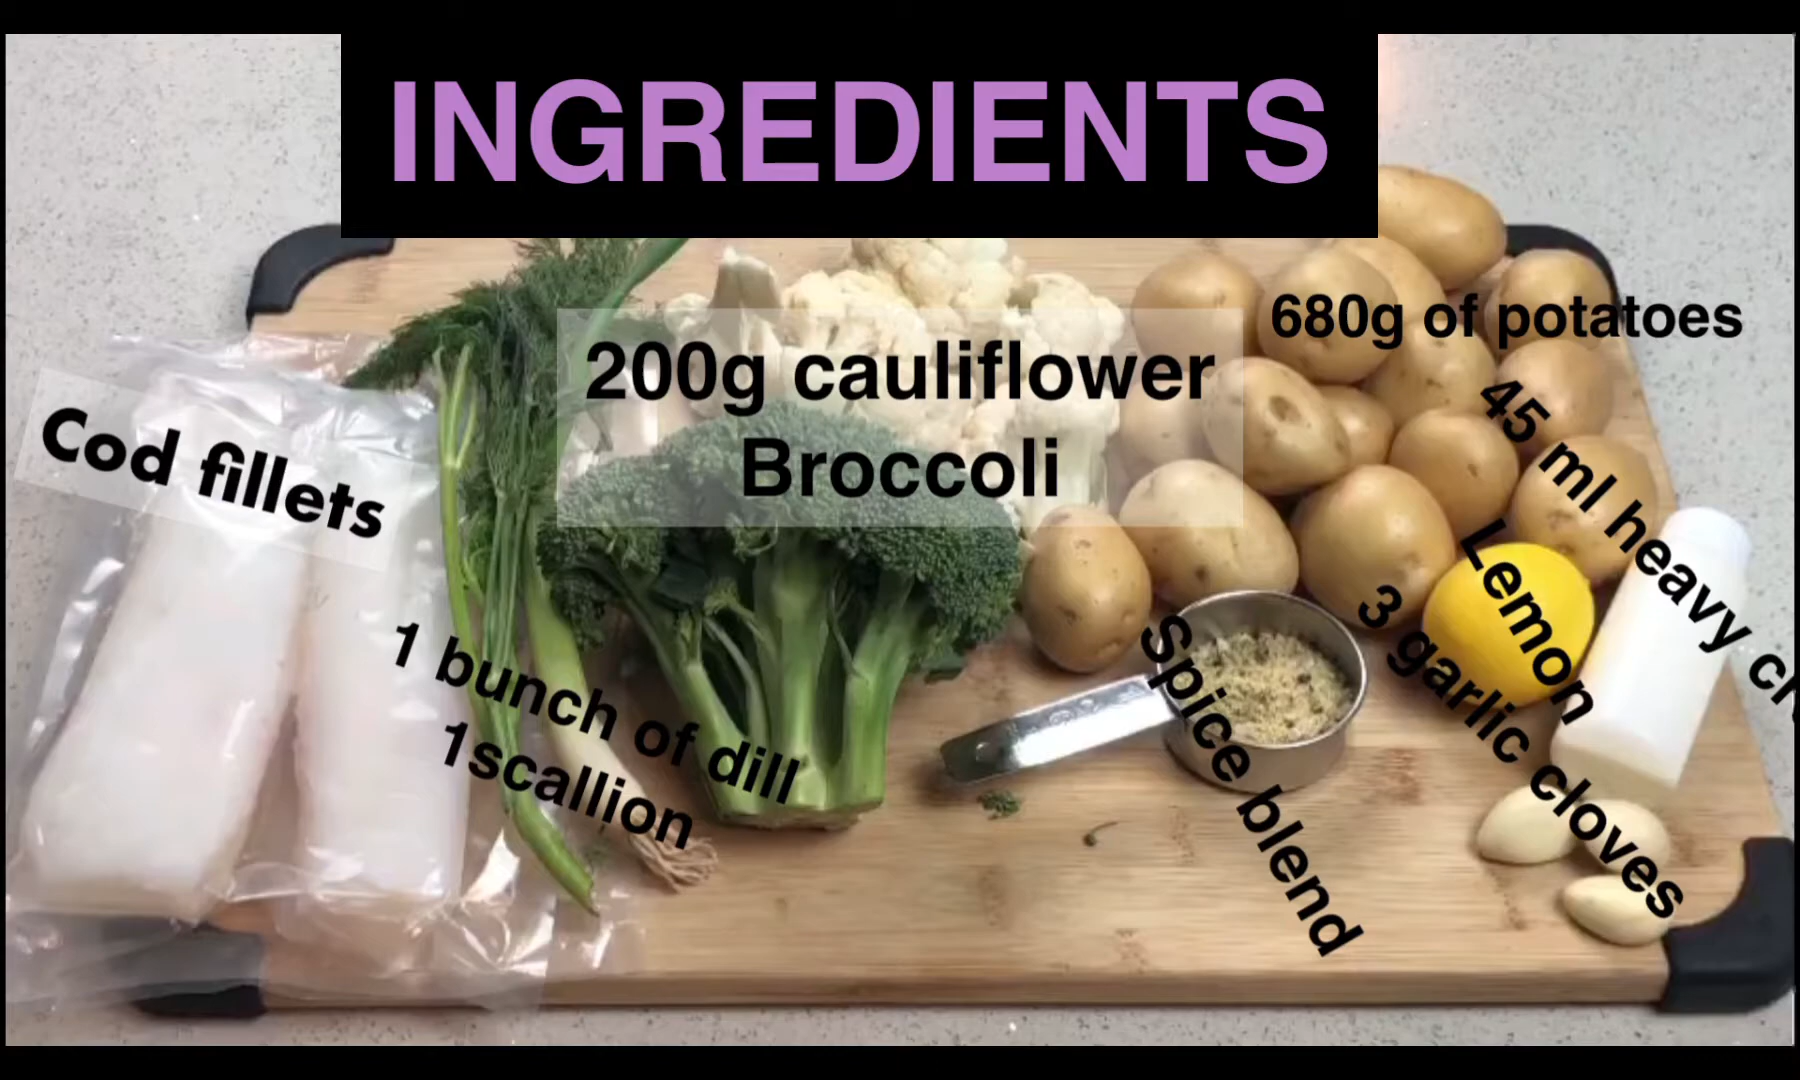 INGREDIENTS
680g of potatoes
200g cauliflower
Broccoli
Cod fillets
45 ml heavy
Lemon
3 garlic cloves
Spice blend
1 bunch of dill
1scallion